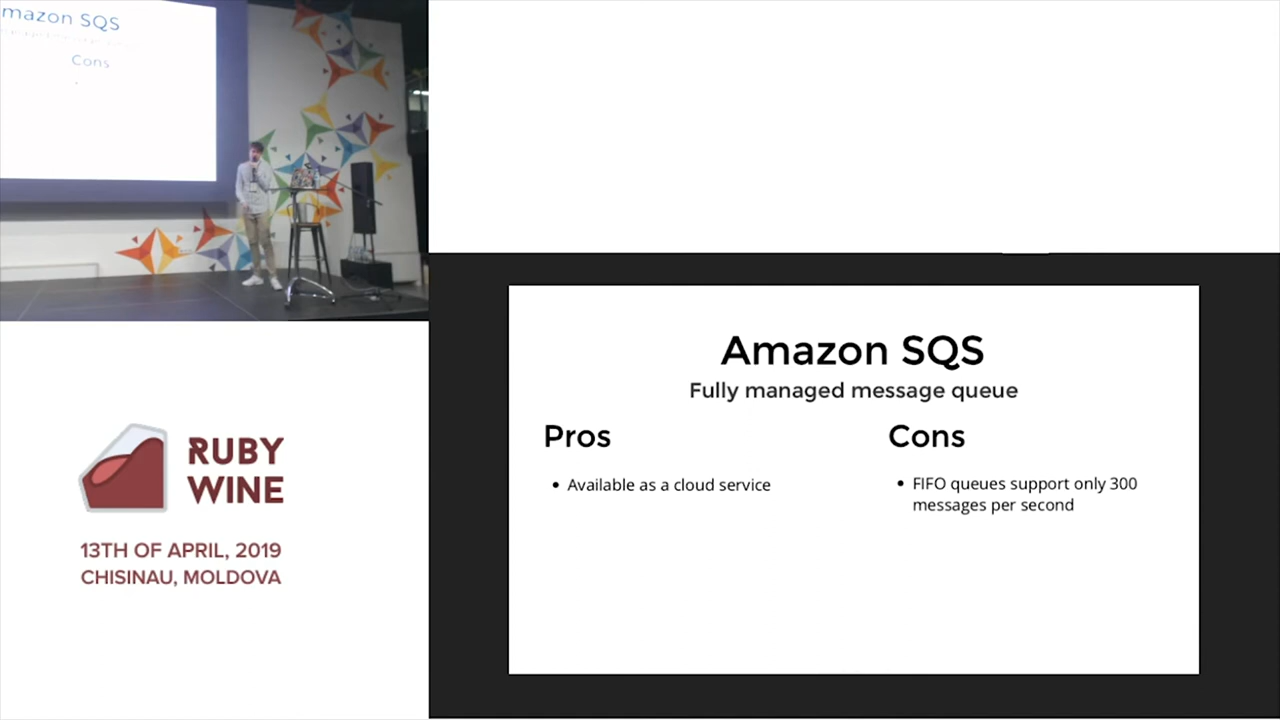 mazon SQS
Cons
RUBY
WINE
13TH OF APRIL, 2019
CHISINAU, MOLDOVA
Amazon SQS
Fully managed message queue
Pros
• Available as a cloud service
Cons
• FIFO queues support only 300
messages per second